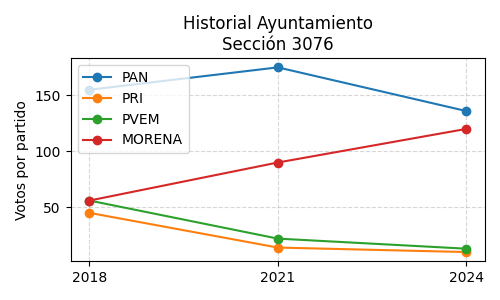 Historial Ayuntamiento
Sección 3076
PAN
PRI
PVEM
MORENA
Votos por partido
150
100
50
2018
2021
2024